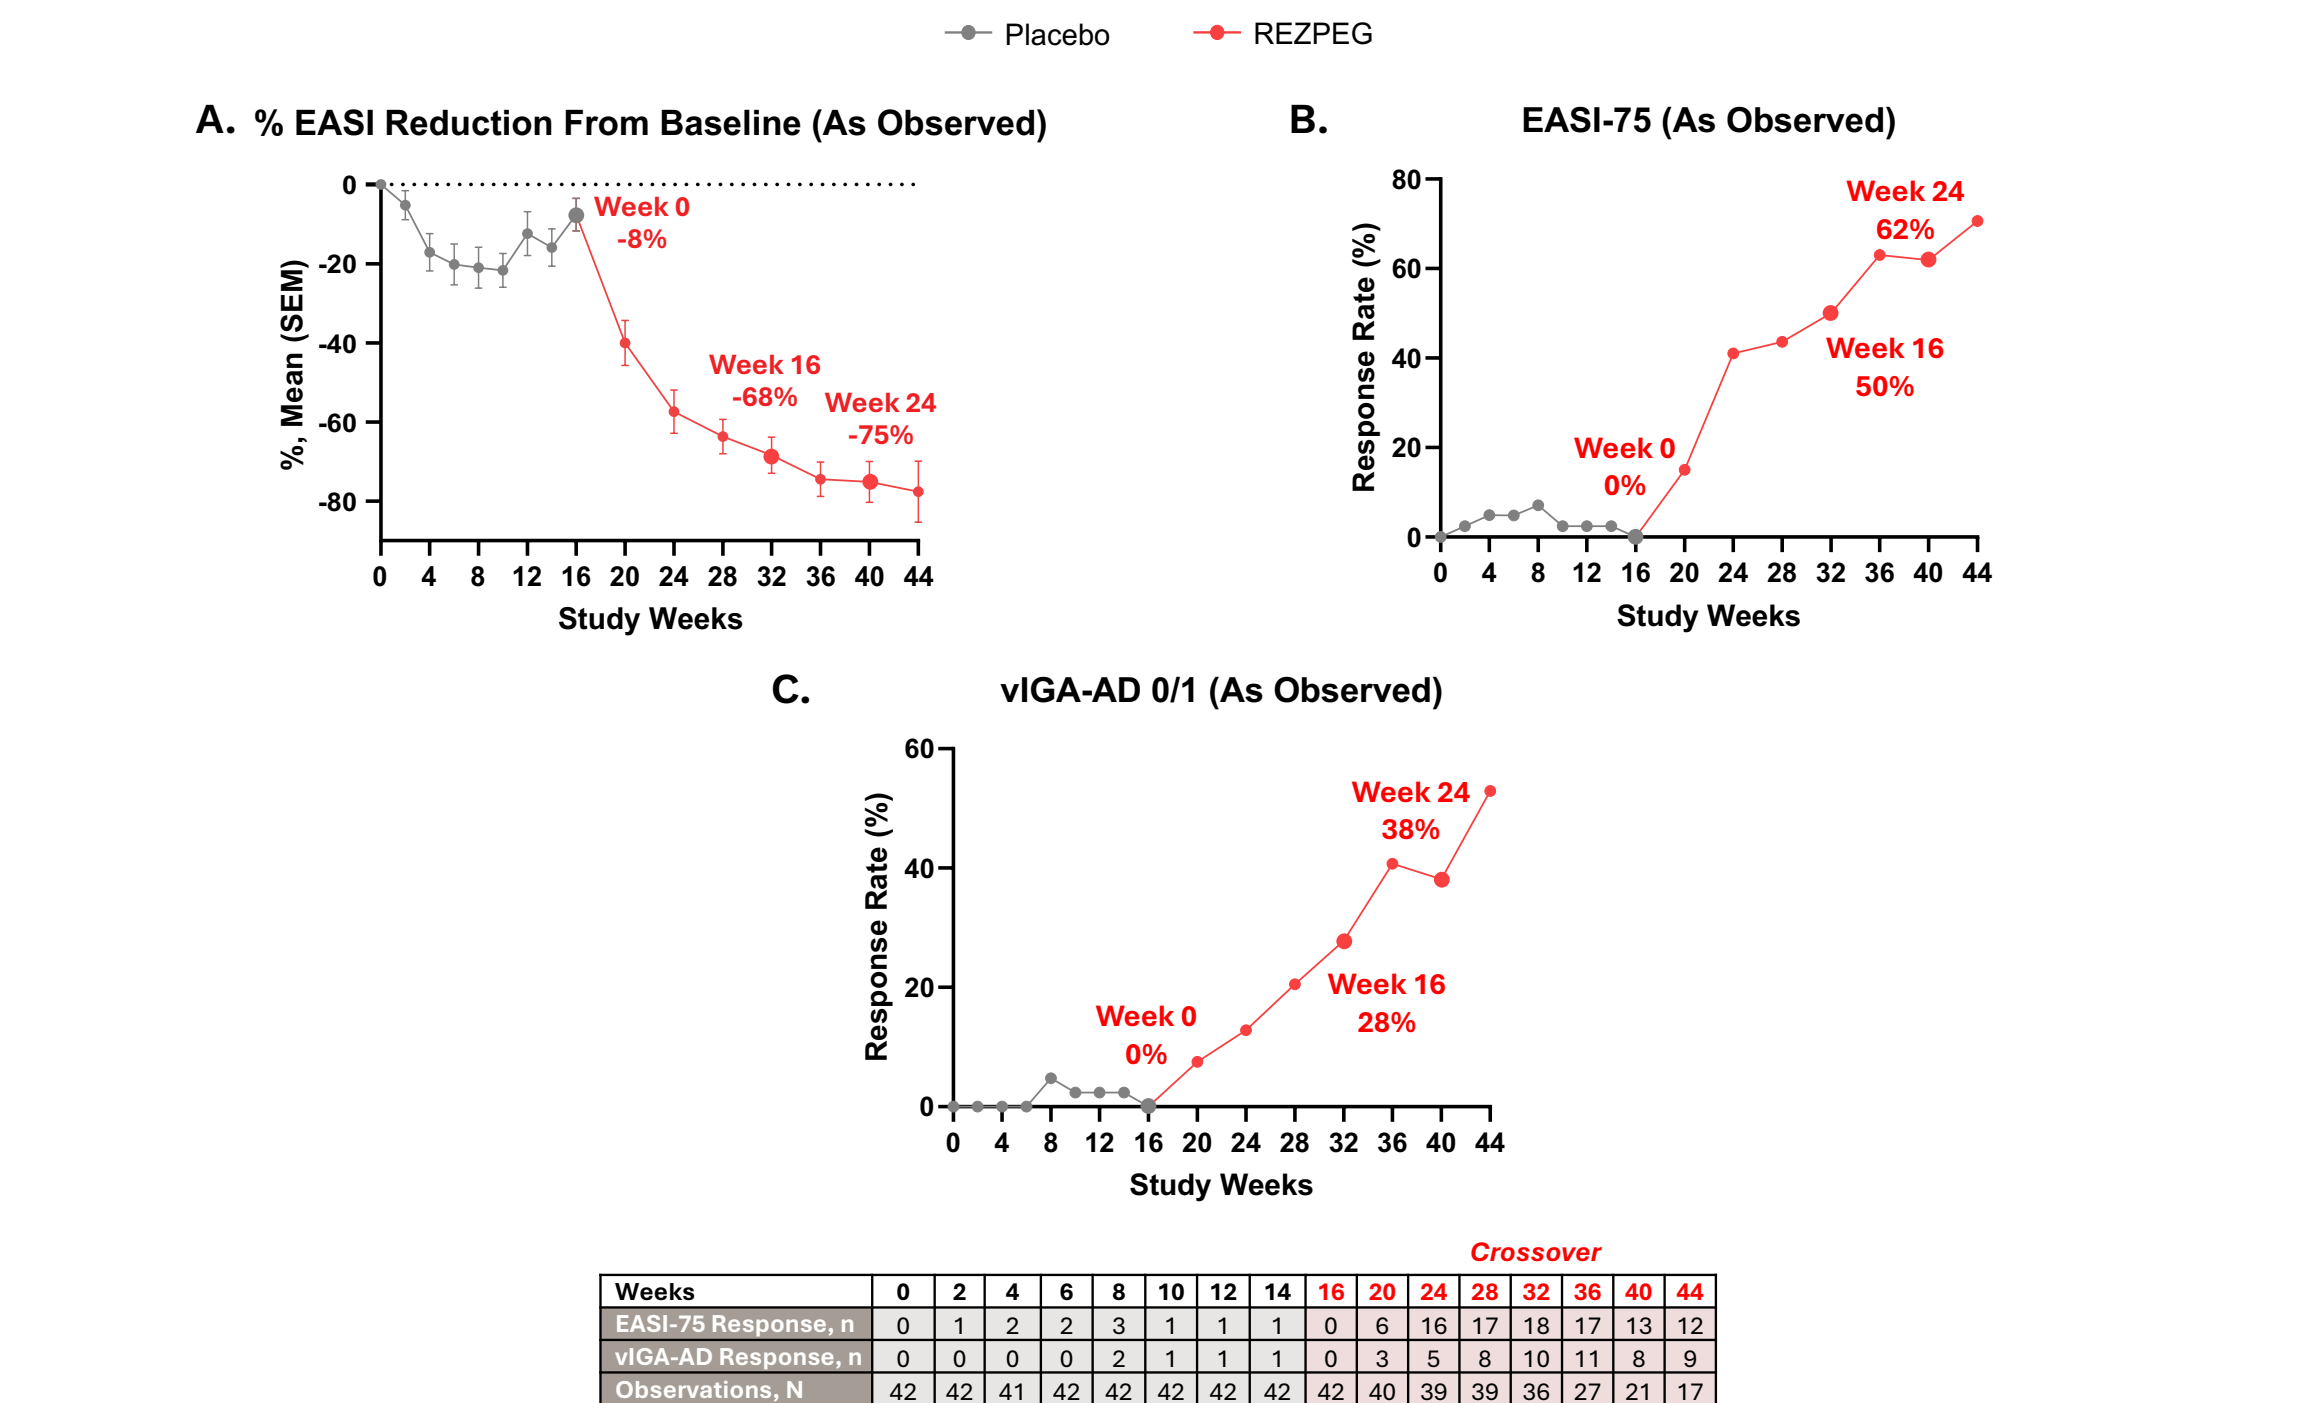 Placebo REZPEG
A. % EASI Reduction From Baseline (As Observed)
%, Mean (SEM)
0
-20
-40
-60
-80
Week 0
-8%
Week 16
-68%
Week 24
-75%
0 4 8 12 16 20 24 28 32 36 40 44
Study Weeks
B. EASI-75 (As Observed)
Response Rate (%)
80
60
40
20
0
Week 24
62%
Week 16
50%
Week 0
0%
0 4 8 12 16 20 24 28 32 36 40 44
Study Weeks
C. vIGA-AD 0/1 (As Observed)
Response Rate (%)
60
40
20
0
Week 24
38%
Week 16
28%
Week 0
0%
0 4 8 12 16 20 24 28 32 36 40 44
Study Weeks
Crossover
Weeks 0 2 4 6 8 10 12 14 16 20 24 28 32 36 40 44
EASI-75 Response, n 0 1 2 2 3 1 1 1 0 6 16 17 18 17 13 12
vIGA-AD Response, n 0 0 0 0 2 1 1 1 0 3 5 8 10 11 8 9
Observations, N 42 42 41 42 42 42 42 42 42 40 39 39 36 27 21 17